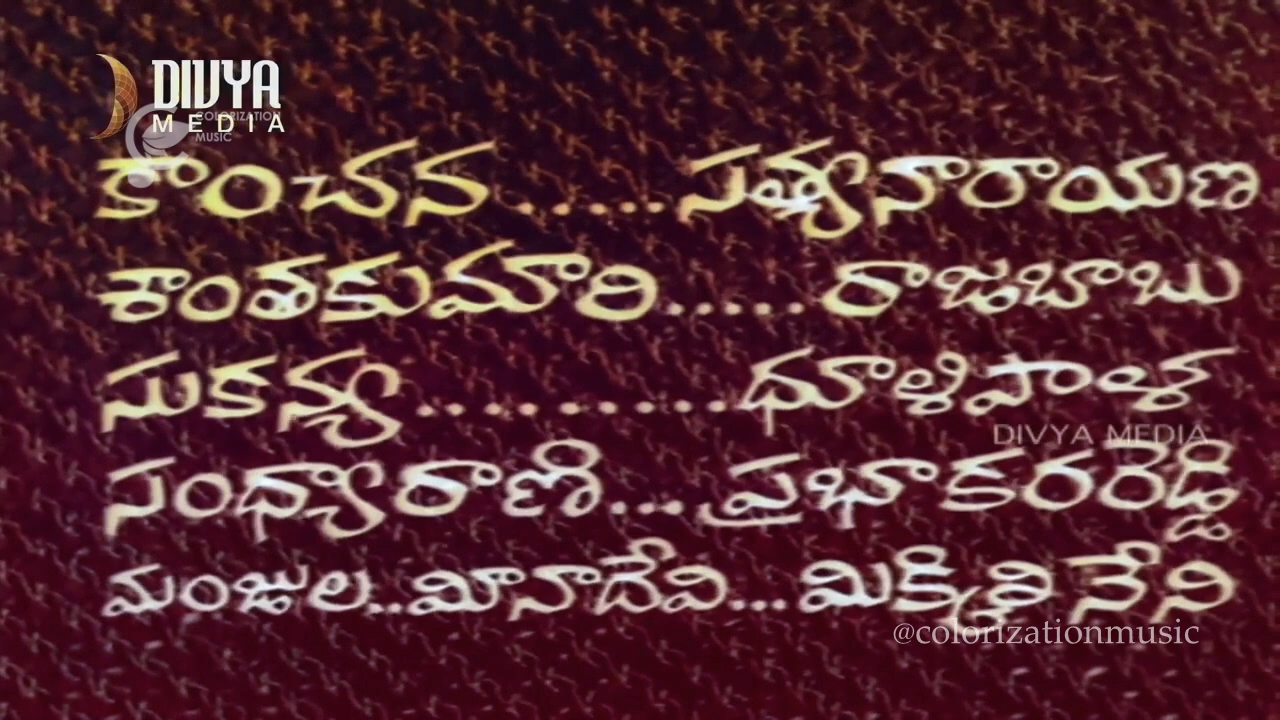 DIVYA
MEDIA
COLORIZATION
MUSIC
కాంచన.....సత్యనారాయణ
శాంతకుమారి.....రాజబాబు
సుకన్య..........ధూళిపాళ
DIVYA MEDIA
సంధ్యారాణి...ప్రభాకరరెడ్డి
మంజుల..మీనాదేవి...మిక్కిలి నేని
@colorizationmusic